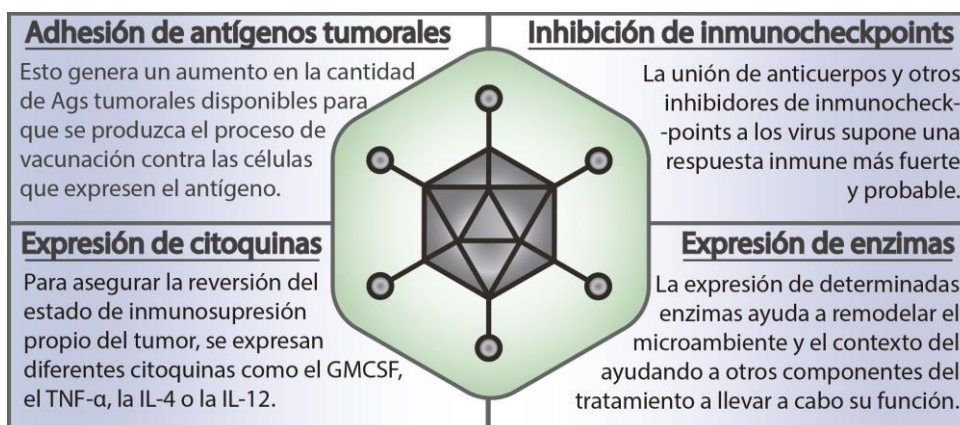 Adhesión de antígenos tumorales
Esto genera un aumento en la cantidad
de Ags tumorales disponibles para
que se produzca el proceso de
vacunación contra las células
que expresen el antígeno.
Inhibición de inmunocheckpoints
La unión de anticuerpos y otros
inhibidores de inmunocheck-
-points a los virus supone una
respuesta inmune más fuerte
y probable.
Expresión de citoquinas
Para asegurar la reversión del
estado de inmunosupresión
propio del tumor, se expresan
diferentes citoquinas como el GMCSF,
el TNF-α, la IL-4 o la IL-12.
Expresión de enzimas
La expresión de determinadas
enzimas ayuda a remodelar el
microambiente y el contexto del
ayudando a otros componentes del
tratamiento a llevar a cabo su función.